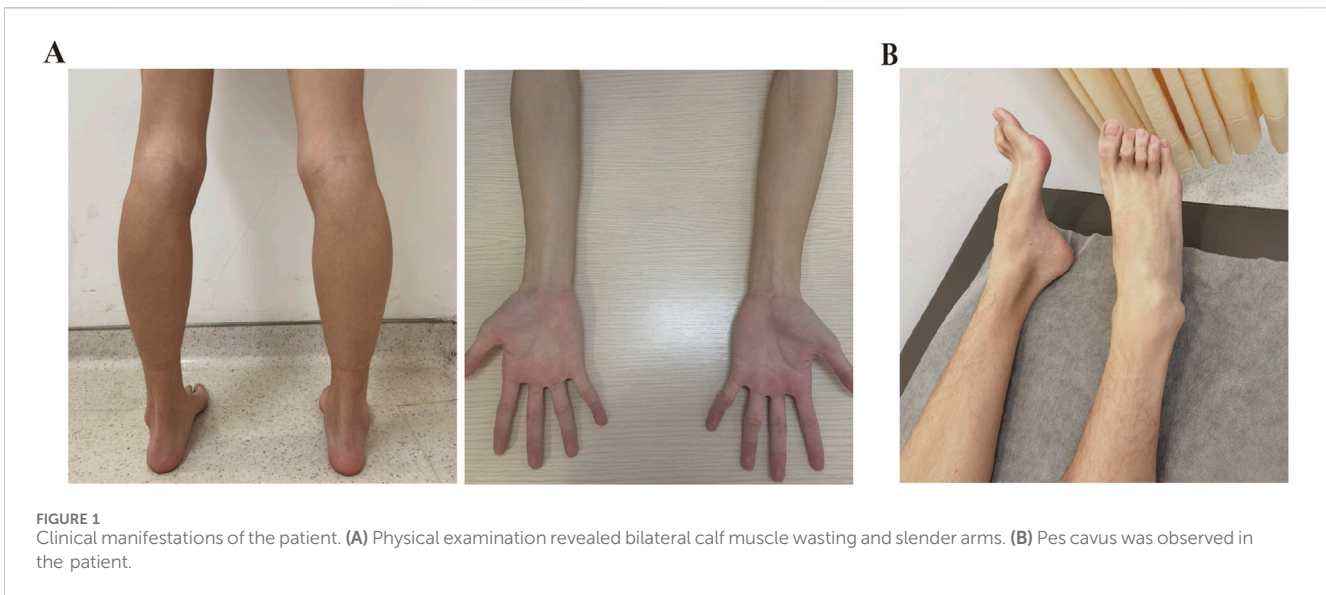 A
B
FIGURE 1
Clinical manifestations of the patient. (A) Physical examination revealed bilateral calf muscle wasting and slender arms. (B) Pes cavus was observed in
the patient.